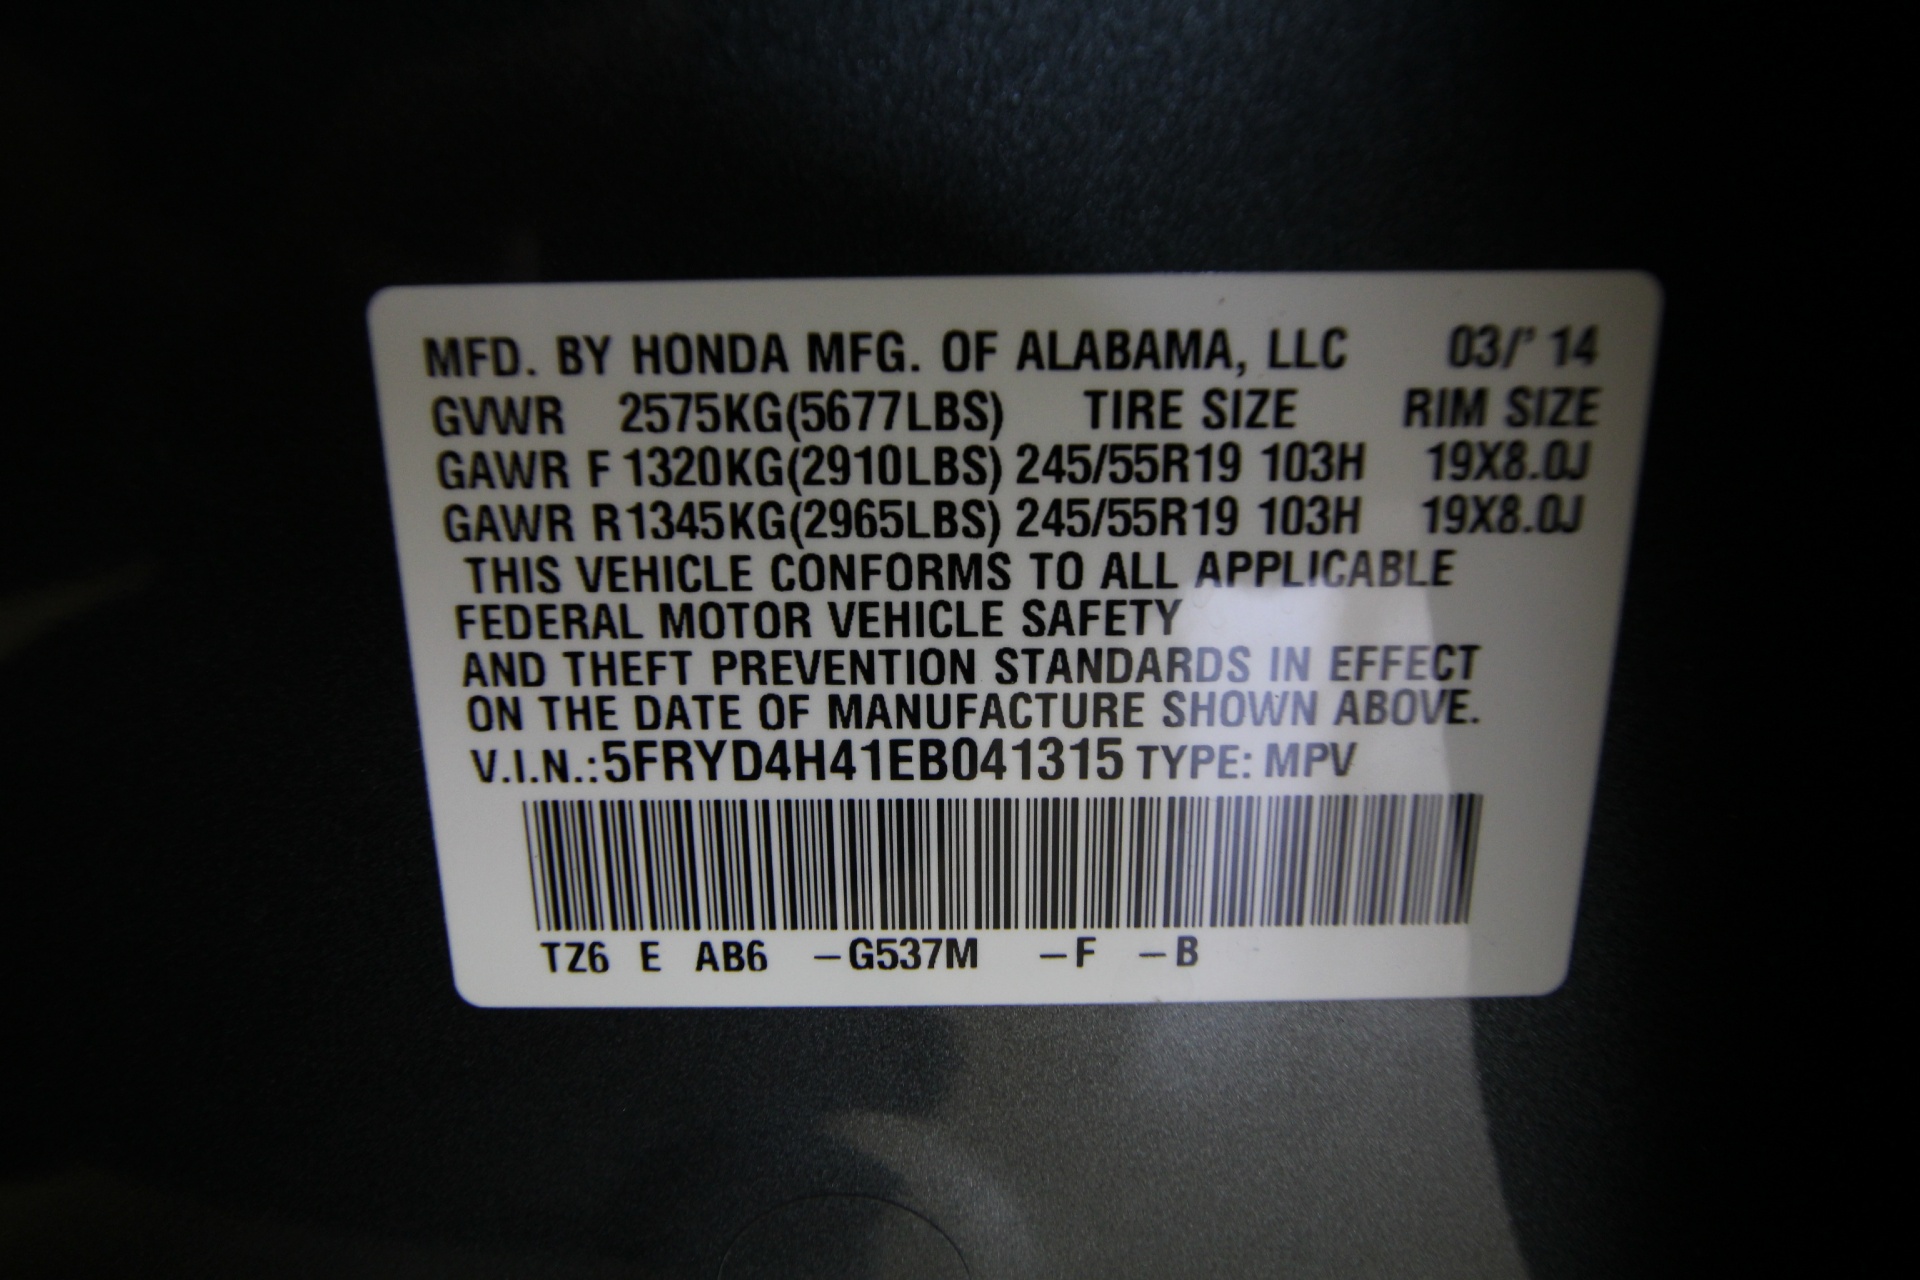 MFD. BY HONDA MFG. OF ALABAMA, LLC 03/' 14
GVWR 2575KG(5677LBS) TIRE SIZE RIM SIZE
GAWR F 1320KG(2910LBS) 245/55R19 103H 19X8.0J
GAWR R 1345KG(2965LBS) 245/55R19 103H 19X8.0J
THIS VEHICLE CONFORMS TO ALL APPLICABLE
FEDERAL MOTOR VEHICLE SAFETY
AND THEFT PREVENTION STANDARDS IN EFFECT
ON THE DATE OF MANUFACTURE SHOWN ABOVE.
V.I.N.:5FRYD4H41EB041315 TYPE: MPV
TZ6 E AB6 –G537M –F –B